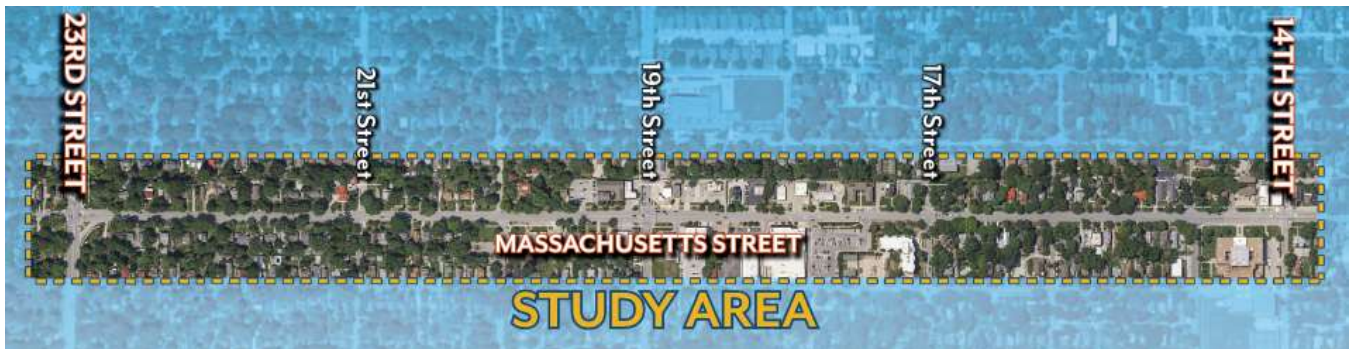 23RD STREET
21st Street
19th Street
17th Street
14TH STREET
MASSACHUSETTS STREET
STUDY AREA